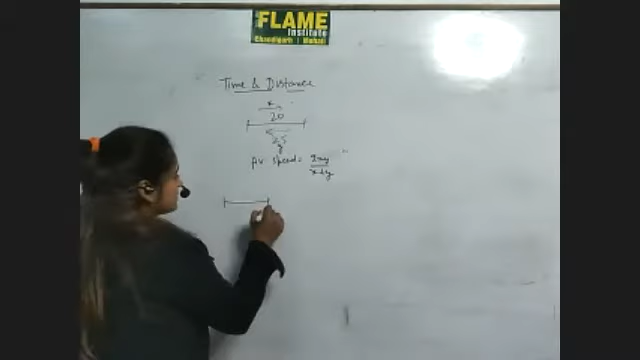 FLAME
Institute
Chandigarh | Mohali
Time & Distance
x
20
25
y
Av. Speed = 2xy
x+y